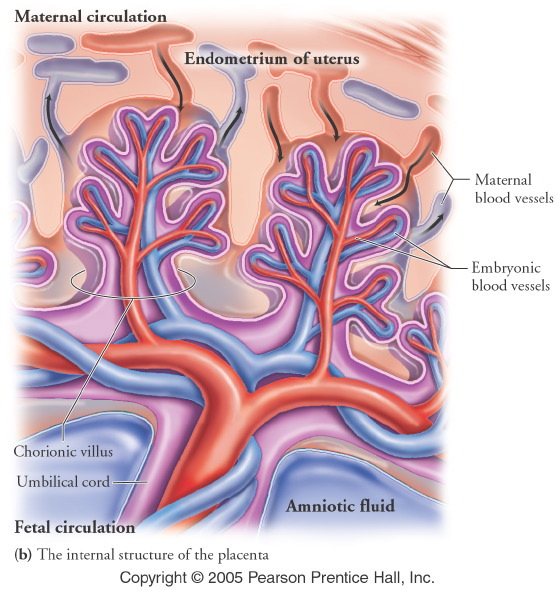 Maternal circulation
Endometrium of uterus
Maternal
blood vessels
Embryonic
blood vessels
Chorionic villus
Umbilical cord
Amniotic fluid
Fetal circulation
(b) The internal structure of the placenta
Copyright © 2005 Pearson Prentice Hall, Inc.